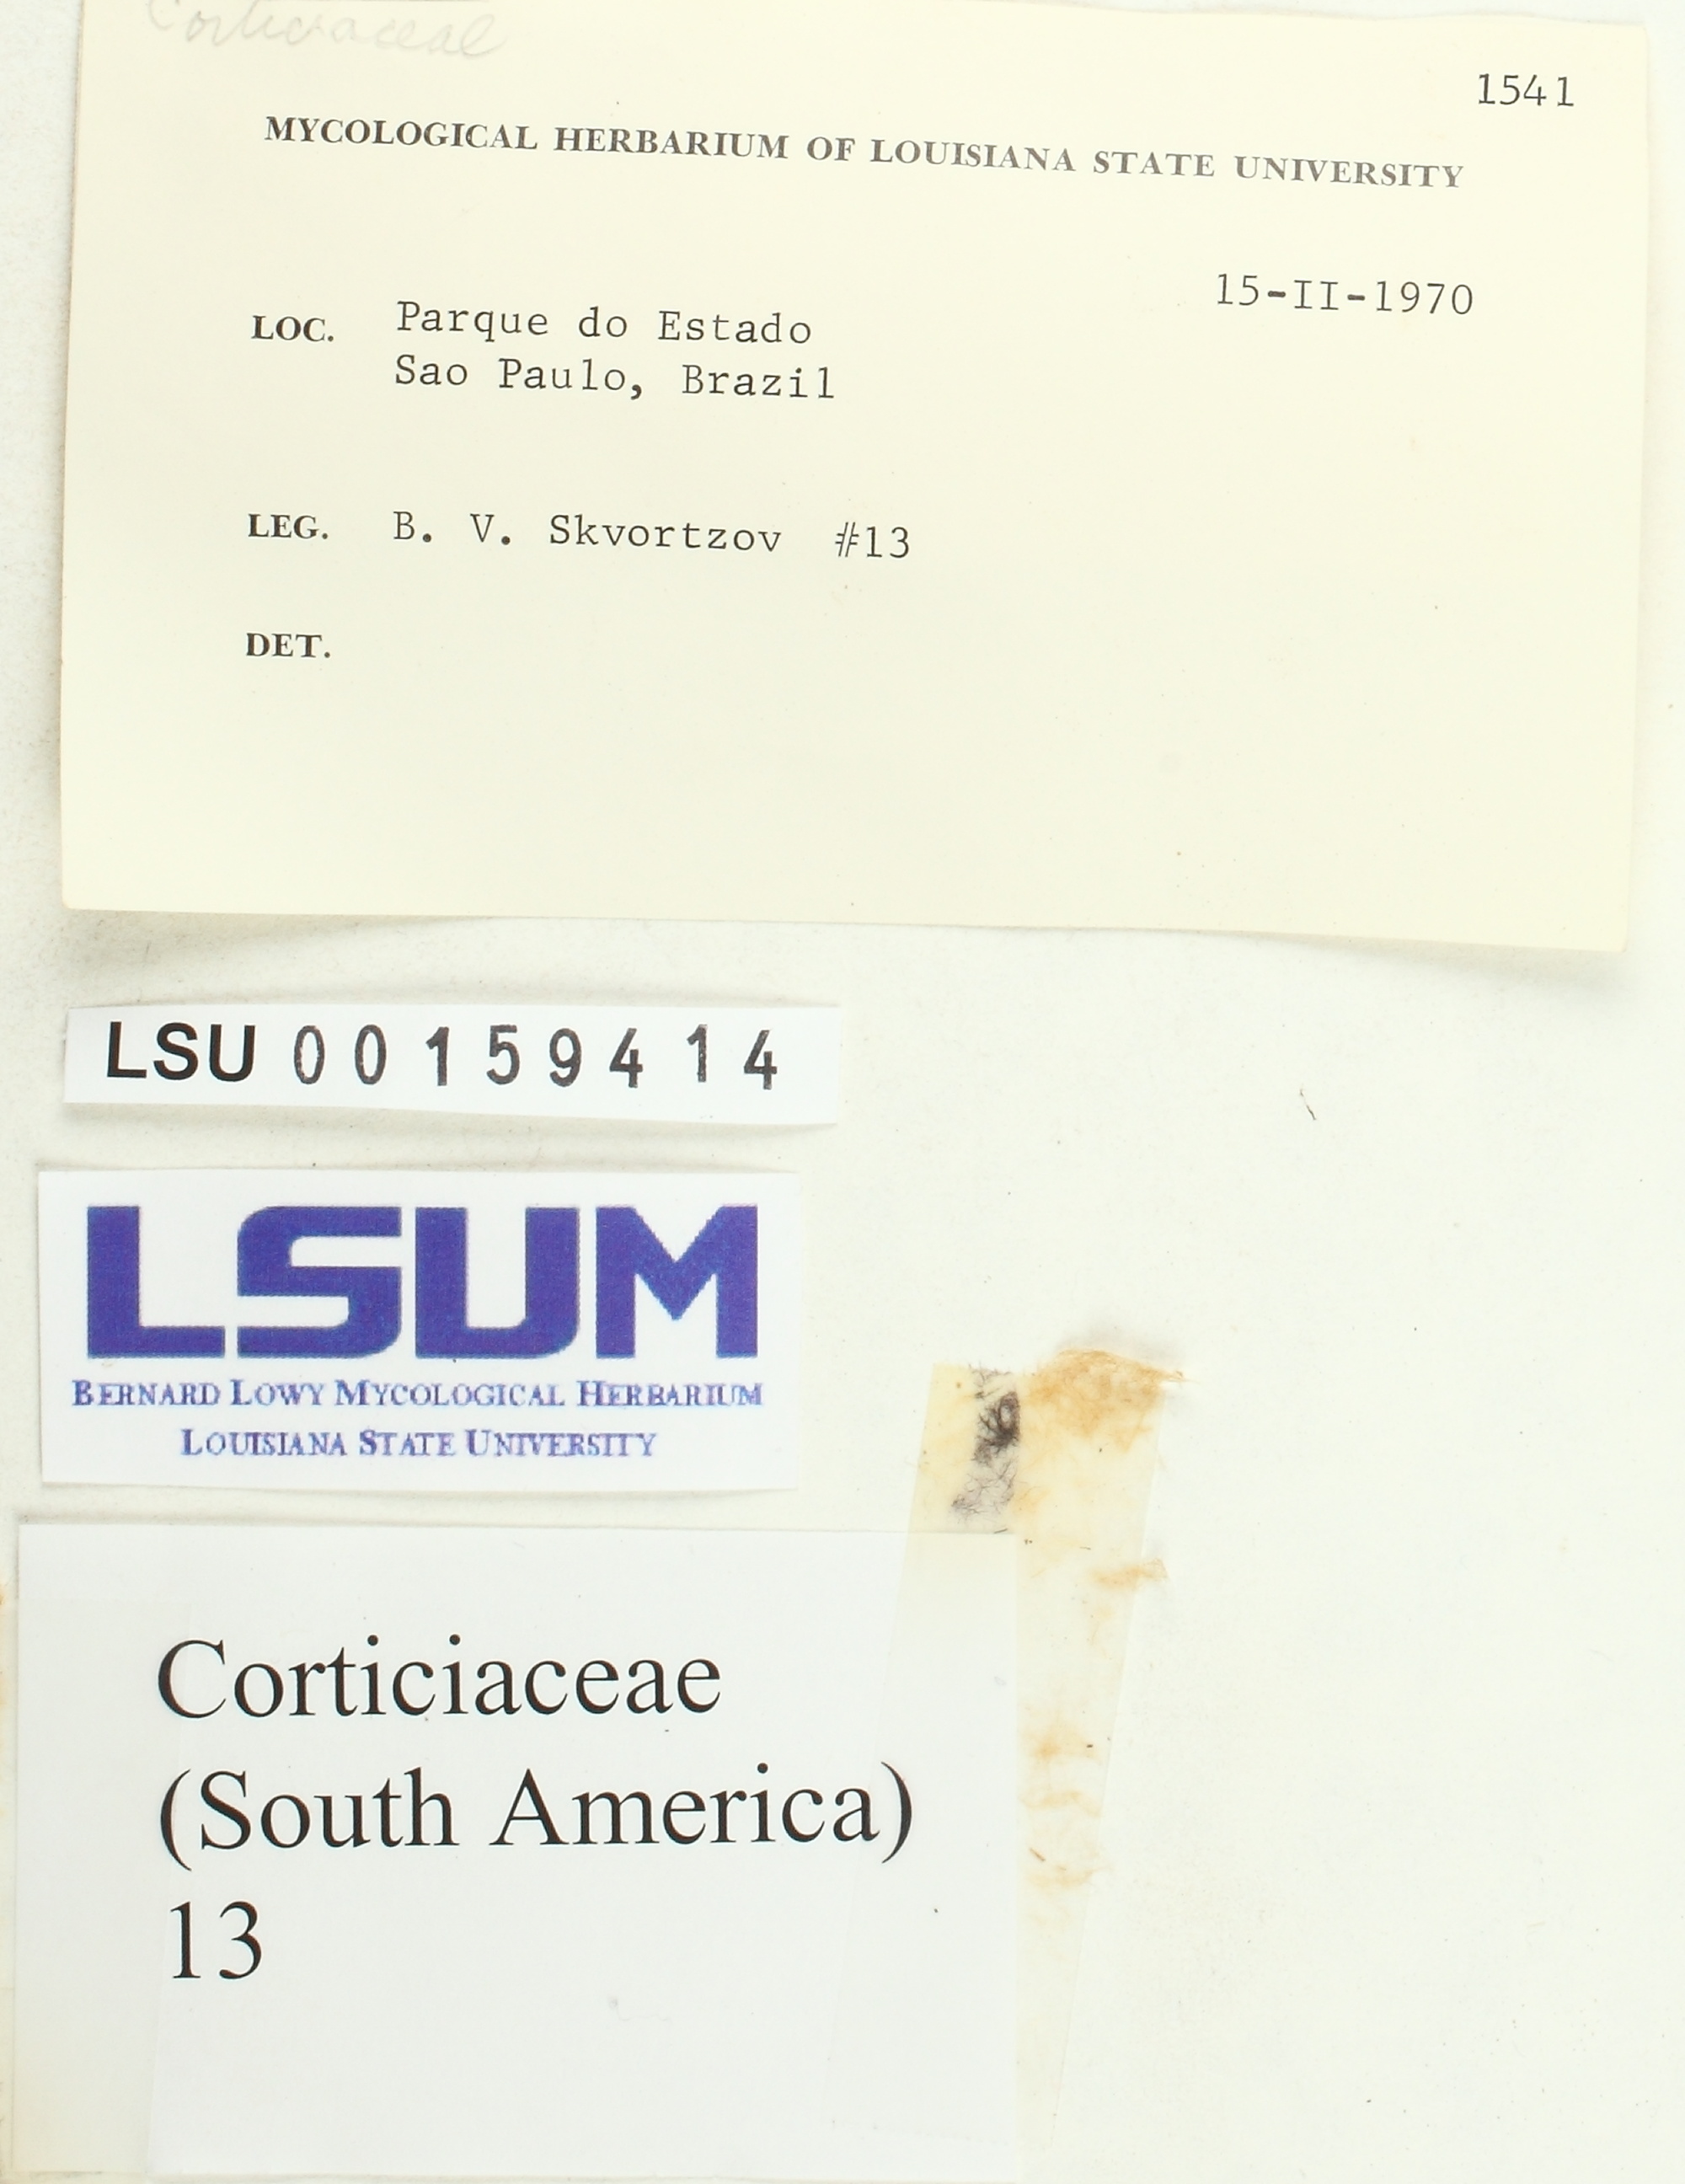 Corticiaceae
1541
MYCOLOGICAL HERBARIUM OF LOUISIANA STATE UNIVERSITY
15-II-1970
LOC. Parque do Estado
Sao Paulo, Brazil
LEG. B. V. Skvortzov #13
DET.
LSU 00159414
LSUM
BERNARD LOWY MYCOLOGICAL HERBARIUM
LOUISIANA STATE UNIVERSITY
Corticiaceae
(South America)
13